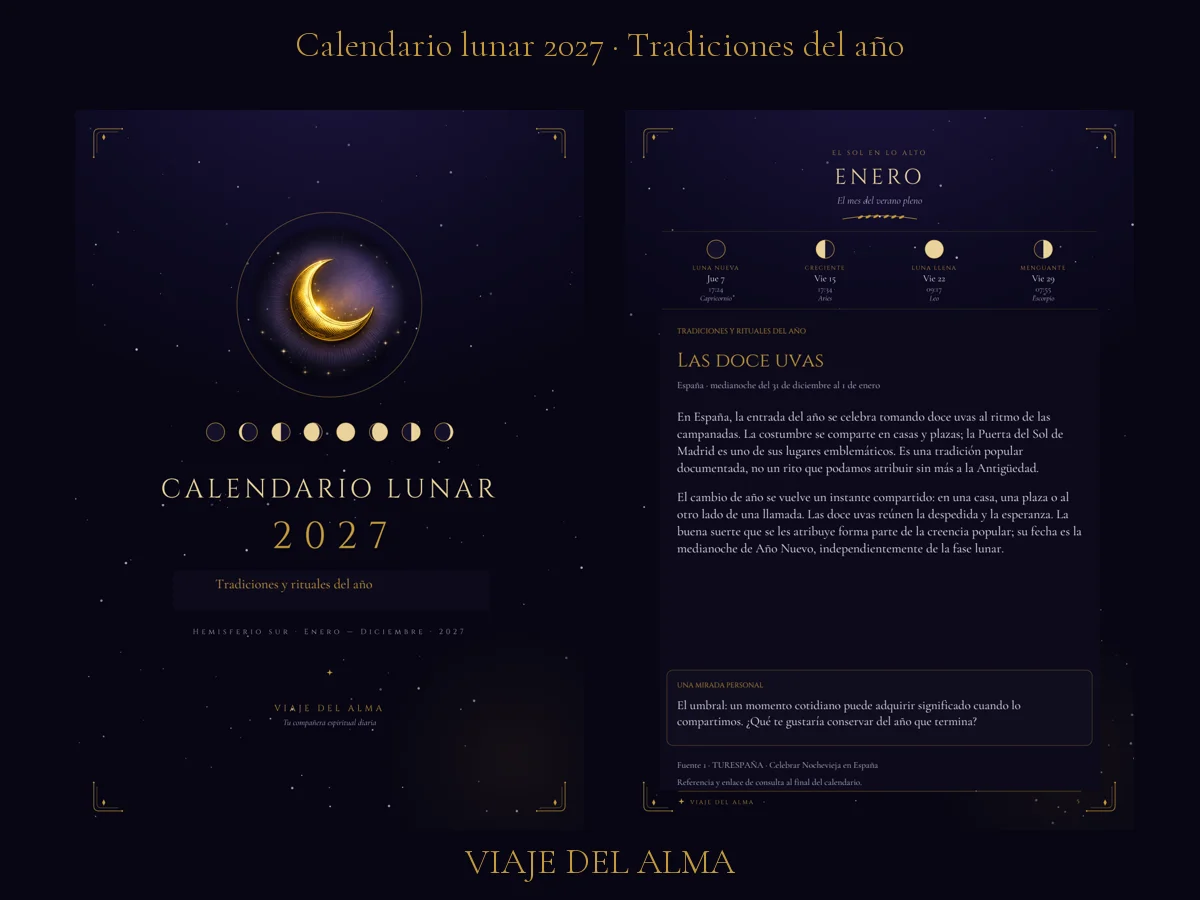 Calendario lunar 2027 · Tradiciones del año
CALENDARIO LUNAR
2027
Tradiciones y rituales del año
HEMISFERIO SUR · ENERO — DICIEMBRE · 2027
VIAJE DEL ALMA
Tu compañera espiritual diaria
EL SOL EN LO ALTO
ENERO
El mes del verano pleno
LUNA NUEVA
Jue 7
17:24
Capricornio*
CRECIENTE
Vie 15
17:34
Aries
LUNA LLENA
Vie 22
09:17
Leo
MENGUANTE
Vie 29
07:55
Escorpio
TRADICIONES Y RITUALES DEL AÑO
LAS DOCE UVAS
España · medianoche del 31 de diciembre al 1 de enero
En España, la entrada del año se celebra tomando doce uvas al ritmo de las
campanadas. La costumbre se comparte en casas y plazas; la Puerta del Sol de
Madrid es uno de sus lugares emblemáticos. Es una tradición popular
documentada, no un rito que podamos atribuir sin más a la Antigüedad.
El cambio de año se vuelve un instante compartido: en una casa, una plaza o al
otro lado de una llamada. Las doce uvas reúnen la despedida y la esperanza. La
buena suerte que se les atribuye forma parte de la creencia popular; su fecha es la
medianoche de Año Nuevo, independientemente de la fase lunar.
UNA MIRADA PERSONAL
El umbral: un momento cotidiano puede adquirir significado cuando lo
compartimos. ¿Qué te gustaría conservar del año que termina?
Fuente 1 · TURESPAÑA · Celebrar Nochevieja en España
Referencia y enlace de consulta al final del calendario.
VIAJE DEL ALMA
5
VIAJE DEL ALMA